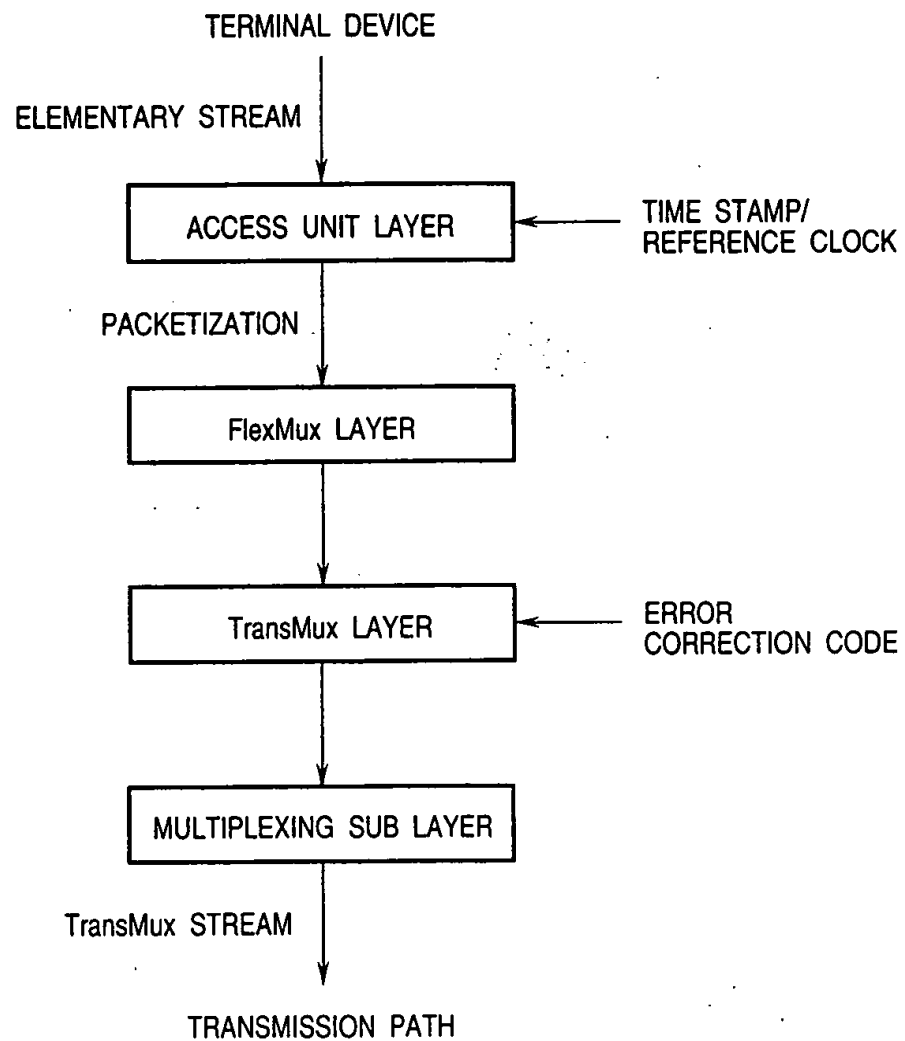 TERMINAL DEVICE
ELEMENTARY STREAM
ACCESS UNIT LAYER
TIME STAMP/
REFERENCE CLOCK
PACKETIZATION
FlexMux LAYER
TransMux LAYER
ERROR
CORRECTION CODE
MULTIPLEXING SUB LAYER
TransMux STREAM
TRANSMISSION PATH